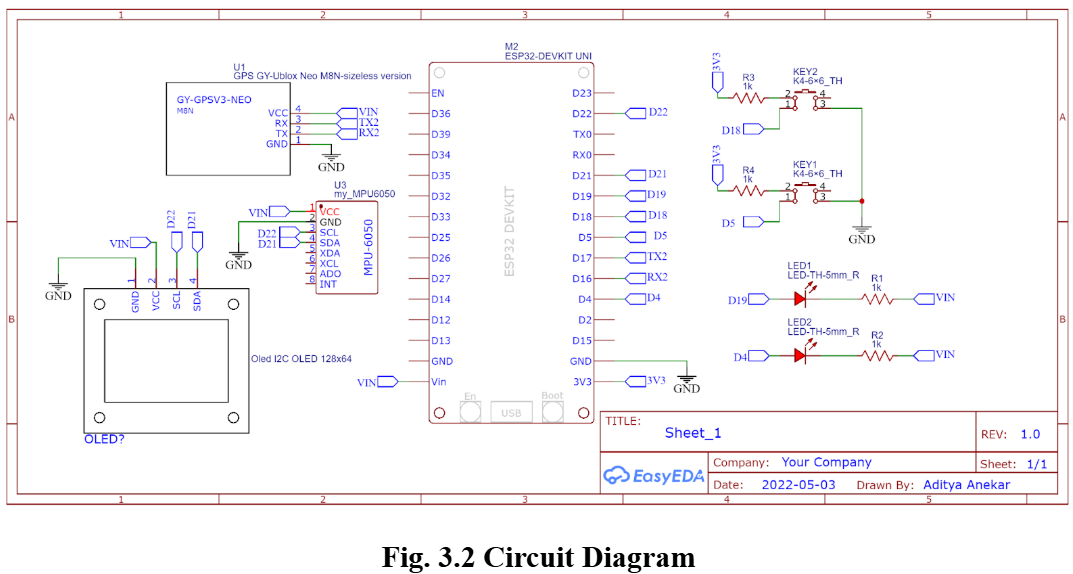 1 2 3 4 5
A
B
A
B
U1
GPS GY-Ublox Neo M8N-sizeless version
GY-GPSV3-NEO
M8N
VCC 4 VIN
RX 3 TX2
TX 2 RX2
GND 1
GND
U3
my_MPU6050
VIN 1 VCC
2 GND
D22 3 SCL
D21 4 SDA
5 XDA
6 XCL
7 ADO
8 INT
MPU-6050
GND
VIN
D22
D21
GND
1 2 3 4
GND
VCC
SCL
SDA
Oled I2C OLED 128x64
OLED?
M2
ESP32-DEVKIT UNI
EN
D36
D39
D34
D35
D32
D33
D25
D26
D27
D14
D12
D13
GND
VIN Vin
ESP32 DEVKIT
En
USB
Boot
D23
D22 D22
TX0
RX0
D21 D21
D19 D19
D18 D18
D5 D5
D17 TX2
D16 RX2
D4 D4
D2
D15
GND
3V3 3V3
GND
3V3
R3
1k
KEY2
K4-6×6_TH
2 4
1 3
D18
3V3
R4
1k
KEY1
K4-6×6_TH
2 4
1 3
D5
GND
LED1
LED-TH-5mm_R
R1
1k
D19
VIN
LED2
LED-TH-5mm_R
R2
1k
D4
VIN
TITLE:
Sheet_1
REV: 1.0
EasyEDA
Company: Your Company
Sheet: 1/1
Date: 2022-05-03 Drawn By: Aditya Anekar
1 2 3 4 5
Fig. 3.2 Circuit Diagram